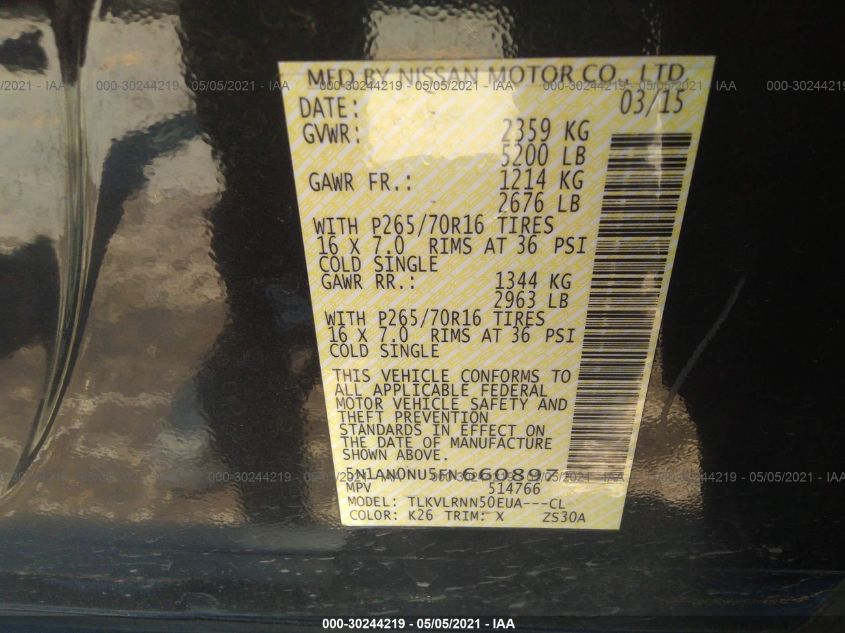 MFD BY NISSAN MOTOR CO., LTD.
DATE: 03/15
GVWR: 2359 KG
5200 LB
GAWR FR.: 1214 KG
2676 LB
WITH P265/70R16 TIRES
16 X 7.0 RIMS AT 36 PSI
COLD SINGLE
GAWR RR.: 1344 KG
2963 LB
WITH P265/70R16 TIRES
16 X 7.0 RIMS AT 36 PSI
COLD SINGLE
THIS VEHICLE CONFORMS TO
ALL APPLICABLE FEDERAL
MOTOR VEHICLE SAFETY AND
THEFT PREVENTION
STANDARDS IN EFFECT ON
THE DATE OF MANUFACTURE
SHOWN ABOVE.
5N1AN0NU5FN660897
MPV 514766
MODEL: TLKVLRNN50EUA---CL
COLOR: K26 TRIM: X ZS30A
000-30244219 - 05/05/2021 - IAA